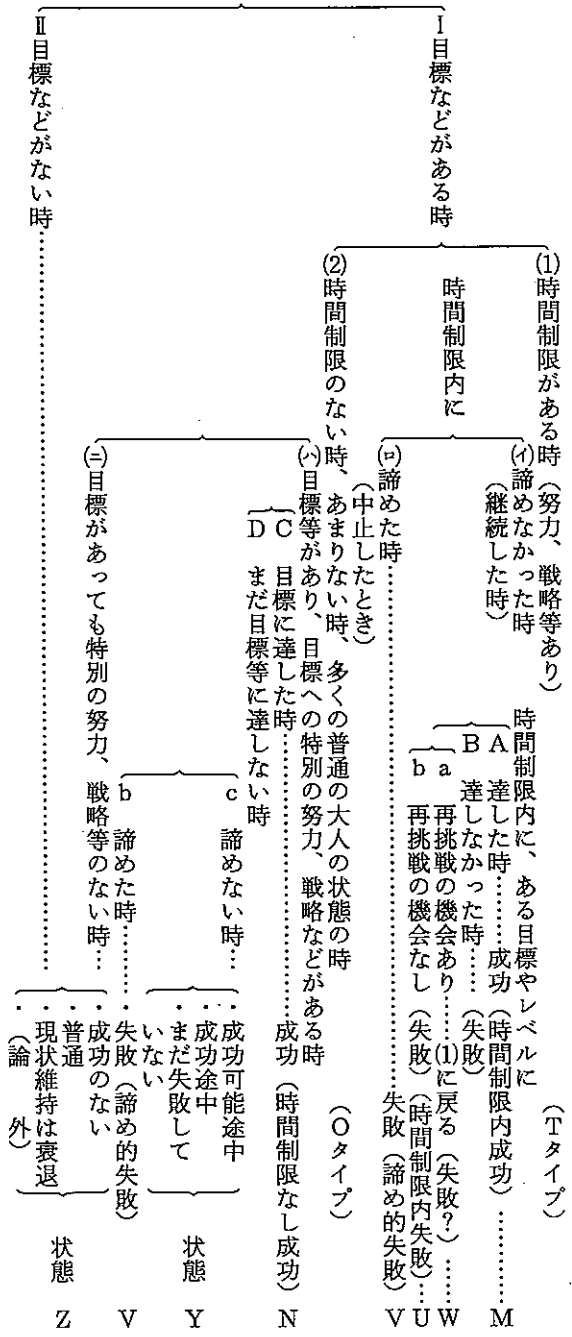 Ⅰ目標などがある時
(1)時間制限がある時(努力、戦略等あり)
(Tタイプ)
時間制限内に
(イ)諦めなかった時
(継続した時)
時間制限内に、ある目標やレベルに
A 達した時……成功(時間制限内成功)……M
B 達しなかった時……(失敗)
a 再挑戦の機会あり……(1)に戻る(失敗?)……W
b 再挑戦の機会なし(失敗)(時間制限内失敗)……U
(ロ)諦めた時……失敗(諦め的失敗)V
(中止したとき)
(2)時間制限のない時、あまりない時、多くの普通の大人の状態の時
(Oタイプ)
(ハ)目標等があり、目標への特別の努力、戦略などがある時
C 目標に達した時……成功(時間制限なし成功)N
D まだ目標等に達しない時
c 諦めない時…
・成功可能途中
・成功途中
・まだ失敗して
いない
状態 Y
b 諦めた時……・失敗(諦め的失敗)V
(ニ)目標があっても特別の努力、戦略等のない時……
Ⅱ目標などがない時……
・成功のない
普通
・現状維持は衰退
・(論 外)
状態 Z